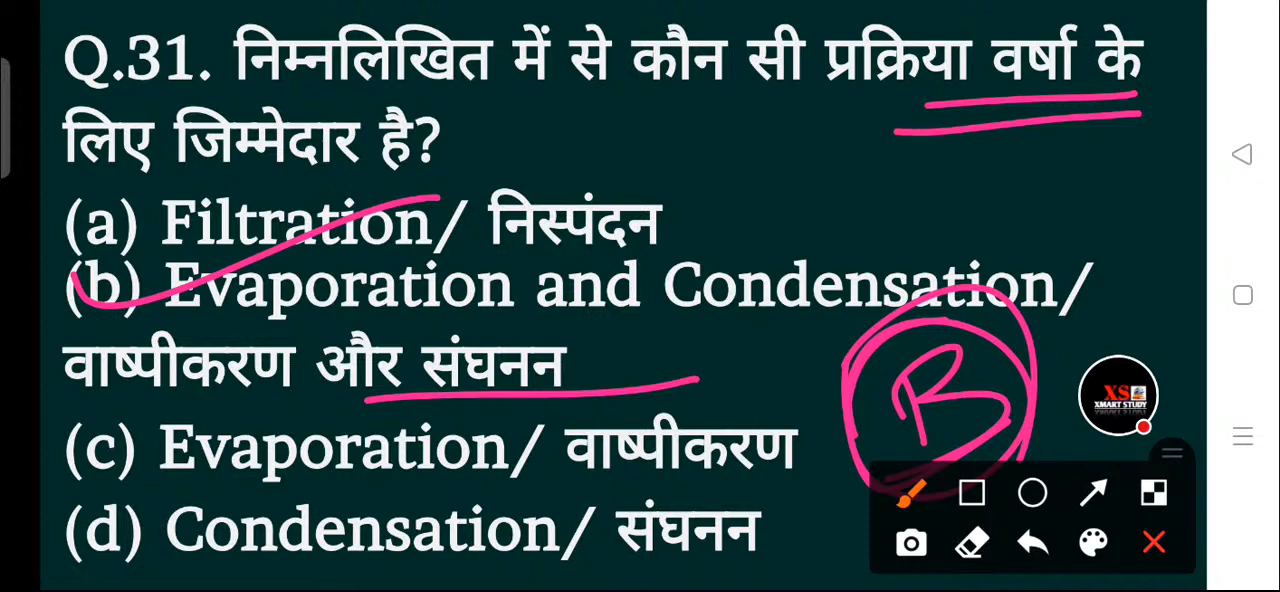 Q.31. निम्नलिखित में से कौन सी प्रक्रिया वर्षा के
लिए जिम्मेदार है?
(a) Filtration/ निस्पंदन
(b) Evaporation and Condensation/
वाष्पीकरण और संघनन
(c) Evaporation/ वाष्पीकरण
(d) Condensation/ संघनन
B
XS
XMART STUDY